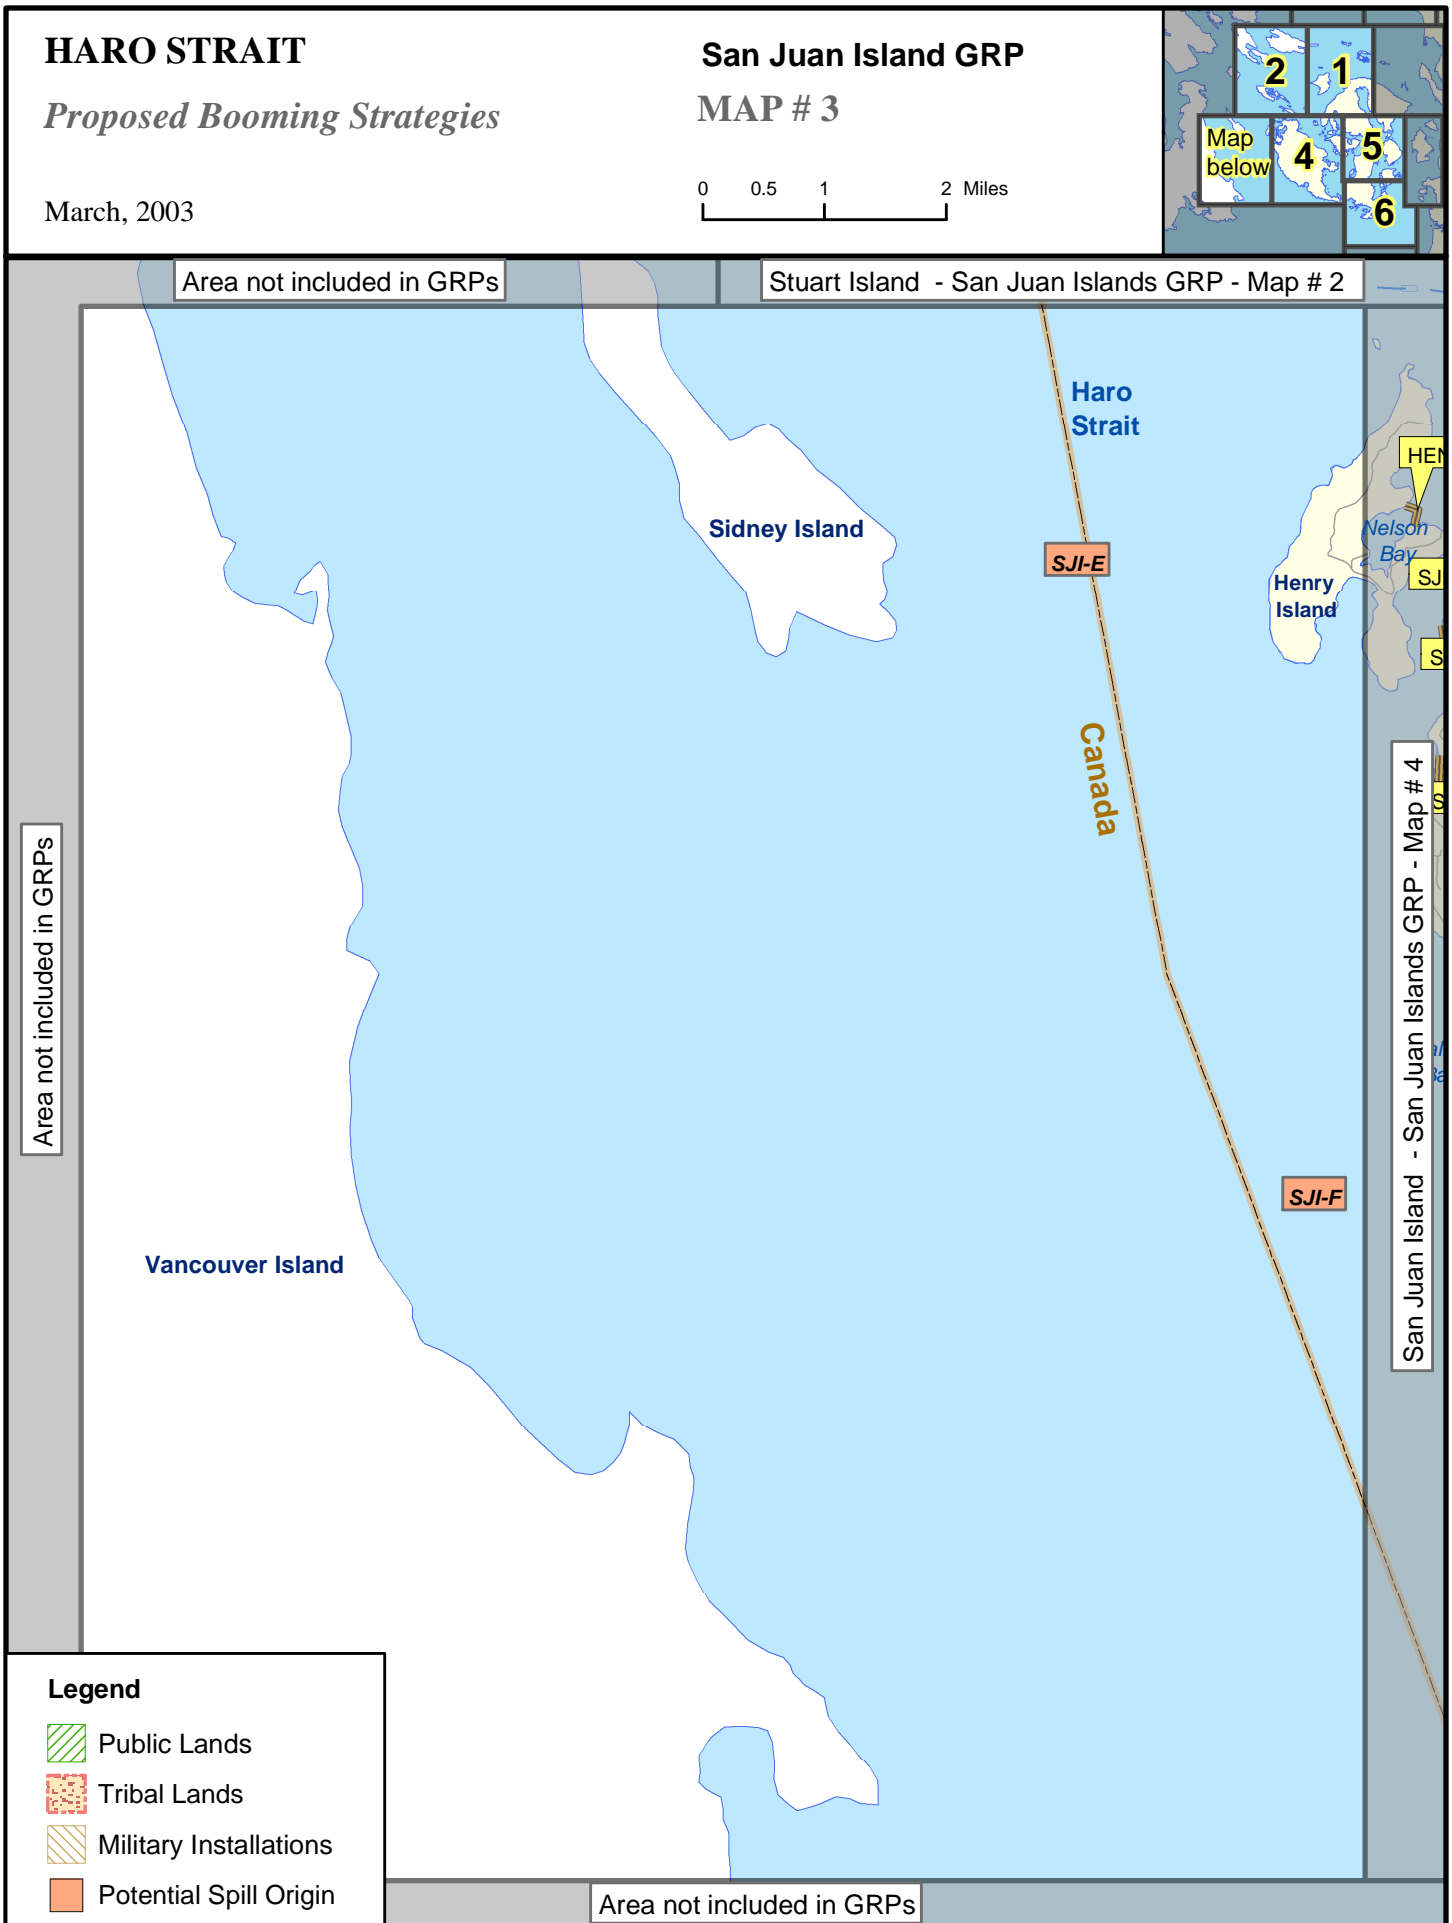 HARO STRAIT
Proposed Booming Strategies
March, 2003
San Juan Island GRP
MAP # 3
0 0.5 1 2 Miles
2 1
Map
below
4 5
6
Area not included in GRPs
Stuart Island - San Juan Islands GRP - Map # 2
Haro
Strait
HEN
Sidney Island
Nelson
Bay
SJI-E
SJ
Henry
Island
S
Canada
S
San Juan Island - San Juan Islands GRP - Map # 4
Area not included in GRPs
SJI-F
Vancouver Island
Legend
Public Lands
Tribal Lands
Military Installations
Potential Spill Origin
Area not included in GRPs